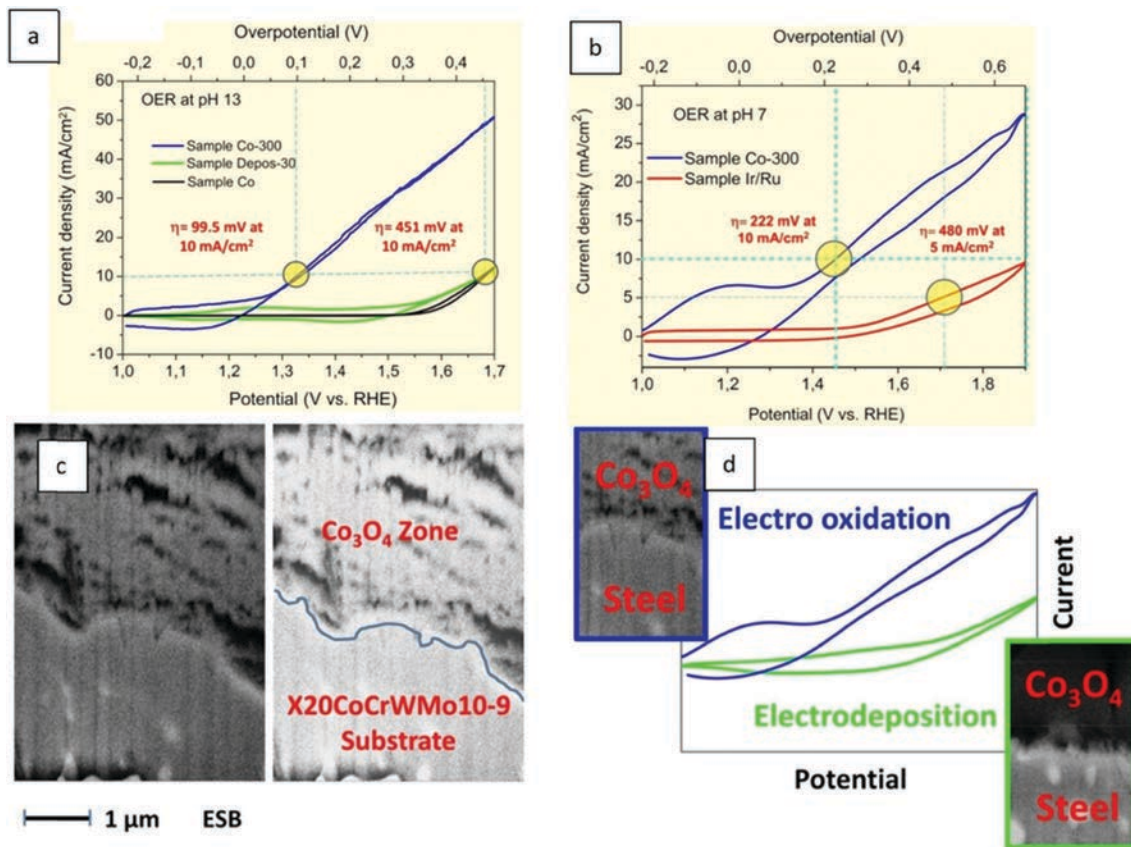 a
Overpotential (V)
-0,2 -0,1 0,0 0,1 0,2 0,3 0,4
60
50
40
30
20
10
0
-10
Current density (mA/cm²)
OER at pH 13
Sample Co-300
Sample Depos-30
Sample Co
η= 99.5 mV at
10 mA/cm²
η= 451 mV at
10 mA/cm²
1,0 1,1 1,2 1,3 1,4 1,5 1,6 1,7
Potential (V vs. RHE)
b
Overpotential (V)
-0,2 0,0 0,2 0,4 0,6
30
25
20
15
10
5
0
Current density (mA/cm²)
OER at pH 7
Sample Co-300
Sample Ir/Ru
η= 222 mV at
10 mA/cm²
η= 480 mV at
5 mA/cm²
1,0 1,2 1,4 1,6 1,8
Potential (V vs. RHE)
c
Co₃O₄ Zone
X20CoCrWMo10-9
Substrate
1 µm ESB
d
Co₃O₄
Steel
Electro oxidation
Electrodeposition
Current
Potential
Co₃O₄
Steel